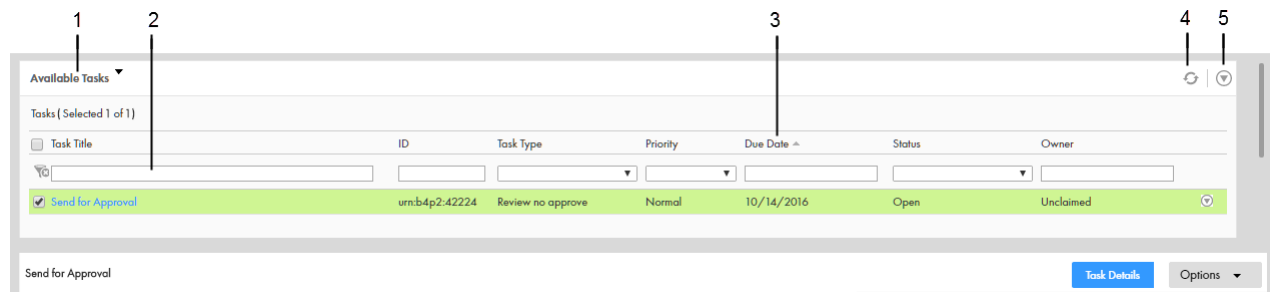 1 2 3 4 5
Available Tasks
Tasks ( Selected 1 of 1)
Task Title ID Task Type Priority Due Date Status Owner
Send for Approval urn:b4p2:42224 Review no approve Normal 10/14/2016 Open Unclaimed
Send for Approval Task Details Options